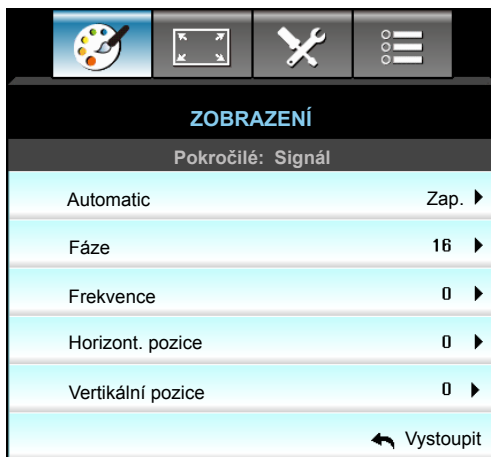 ZOBRAZENÍ
Pokročilé: Signál
Automatic Zap.
Fáze 16
Frekvence 0
Horizont. pozice 0
Vertikální pozice 0
Vystoupit